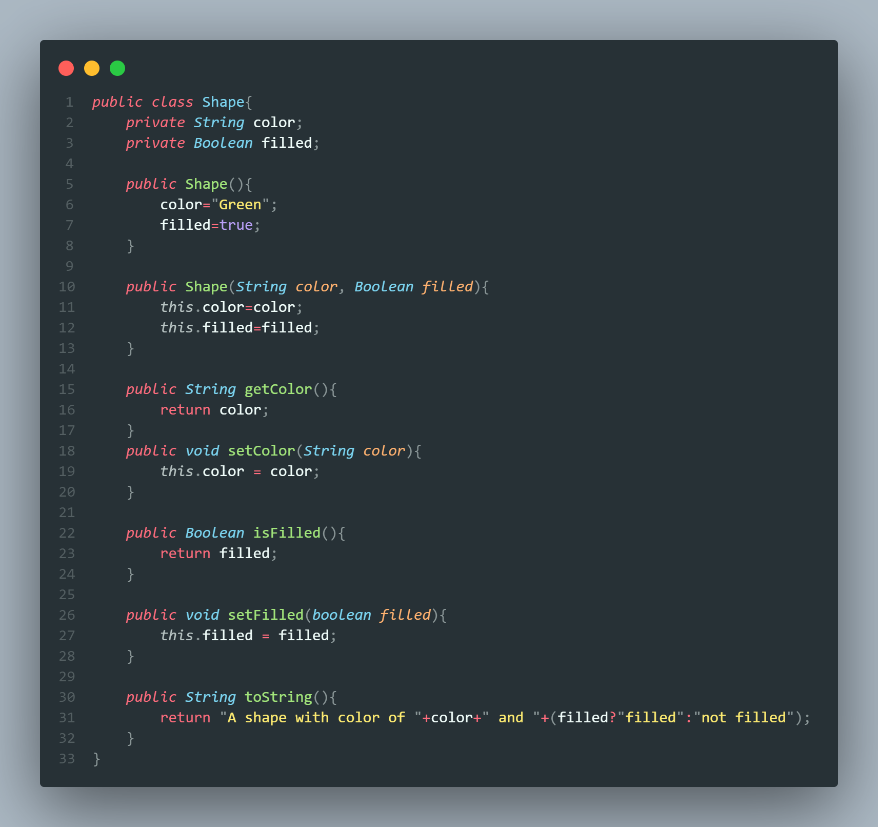 1 public class Shape{
2     private String color;
3     private Boolean filled;
4
5     public Shape(){
6         color="Green";
7         filled=true;
8     }
9
10     public Shape(String color, Boolean filled){
11         this.color=color;
12         this.filled=filled;
13     }
14
15     public String getColor(){
16         return color;
17     }
18     public void setColor(String color){
19         this.color = color;
20     }
21
22     public Boolean isFilled(){
23         return filled;
24     }
25
26     public void setFilled(boolean filled){
27         this.filled = filled;
28     }
29
30     public String toString(){
31         return "A shape with color of "+color+" and "+(filled?"filled":"not filled");
32     }
33 }